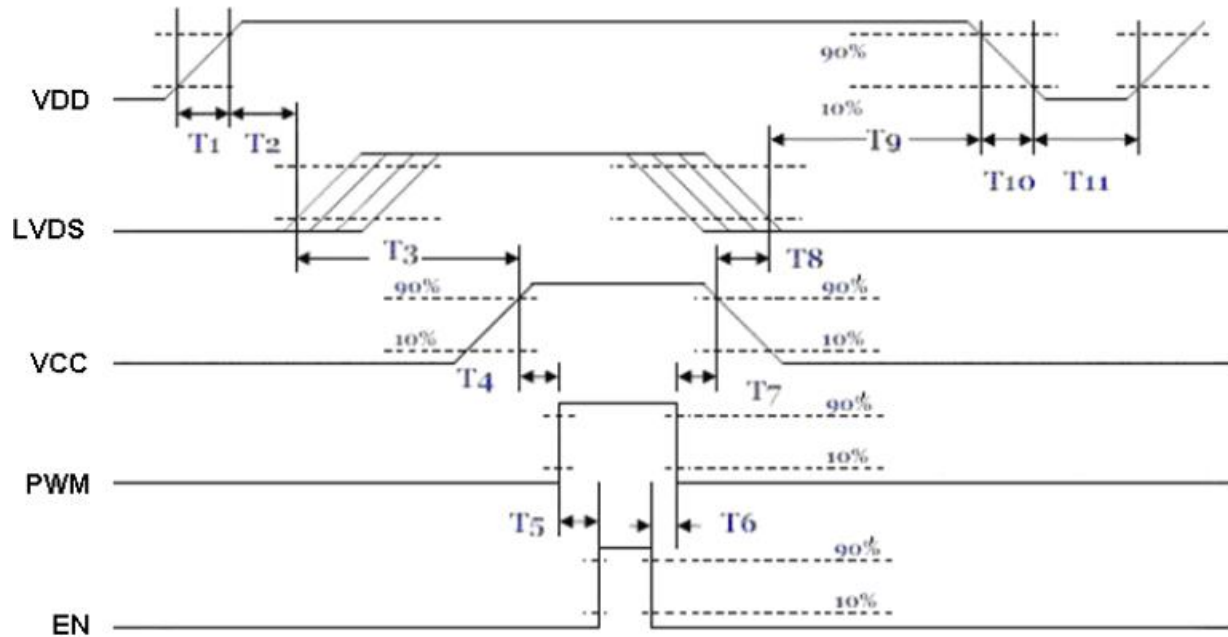 90%
VDD
10%
T1 T2 T9
T10 T11
LVDS
T3 T8
90% 90%
10% 10%
VCC
T4 T7
90%
10%
PWM
T5 T6
90%
10%
EN